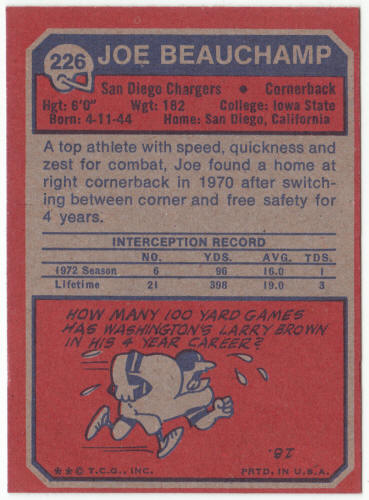 226 JOE BEAUCHAMP
San Diego Chargers • Cornerback
Hgt: 6'0" Wgt: 182 College: Iowa State
Born: 4-11-44 Home: San Diego, California
A top athlete with speed, quickness and
zest for combat, Joe found a home at
right cornerback in 1970 after switch-
ing between corner and free safety for
4 years.
INTERCEPTION RECORD
NO. YDS. AVG. TDS.
1972 Season 6 96 16.0 1
Lifetime 21 398 19.0 3
HOW MANY 100 YARD GAMES
HAS WASHINGTON'S LARRY BROWN
IN HIS 4 YEAR CAREER?
18.
** © T.C.G., INC. PRTD. IN U.S.A.